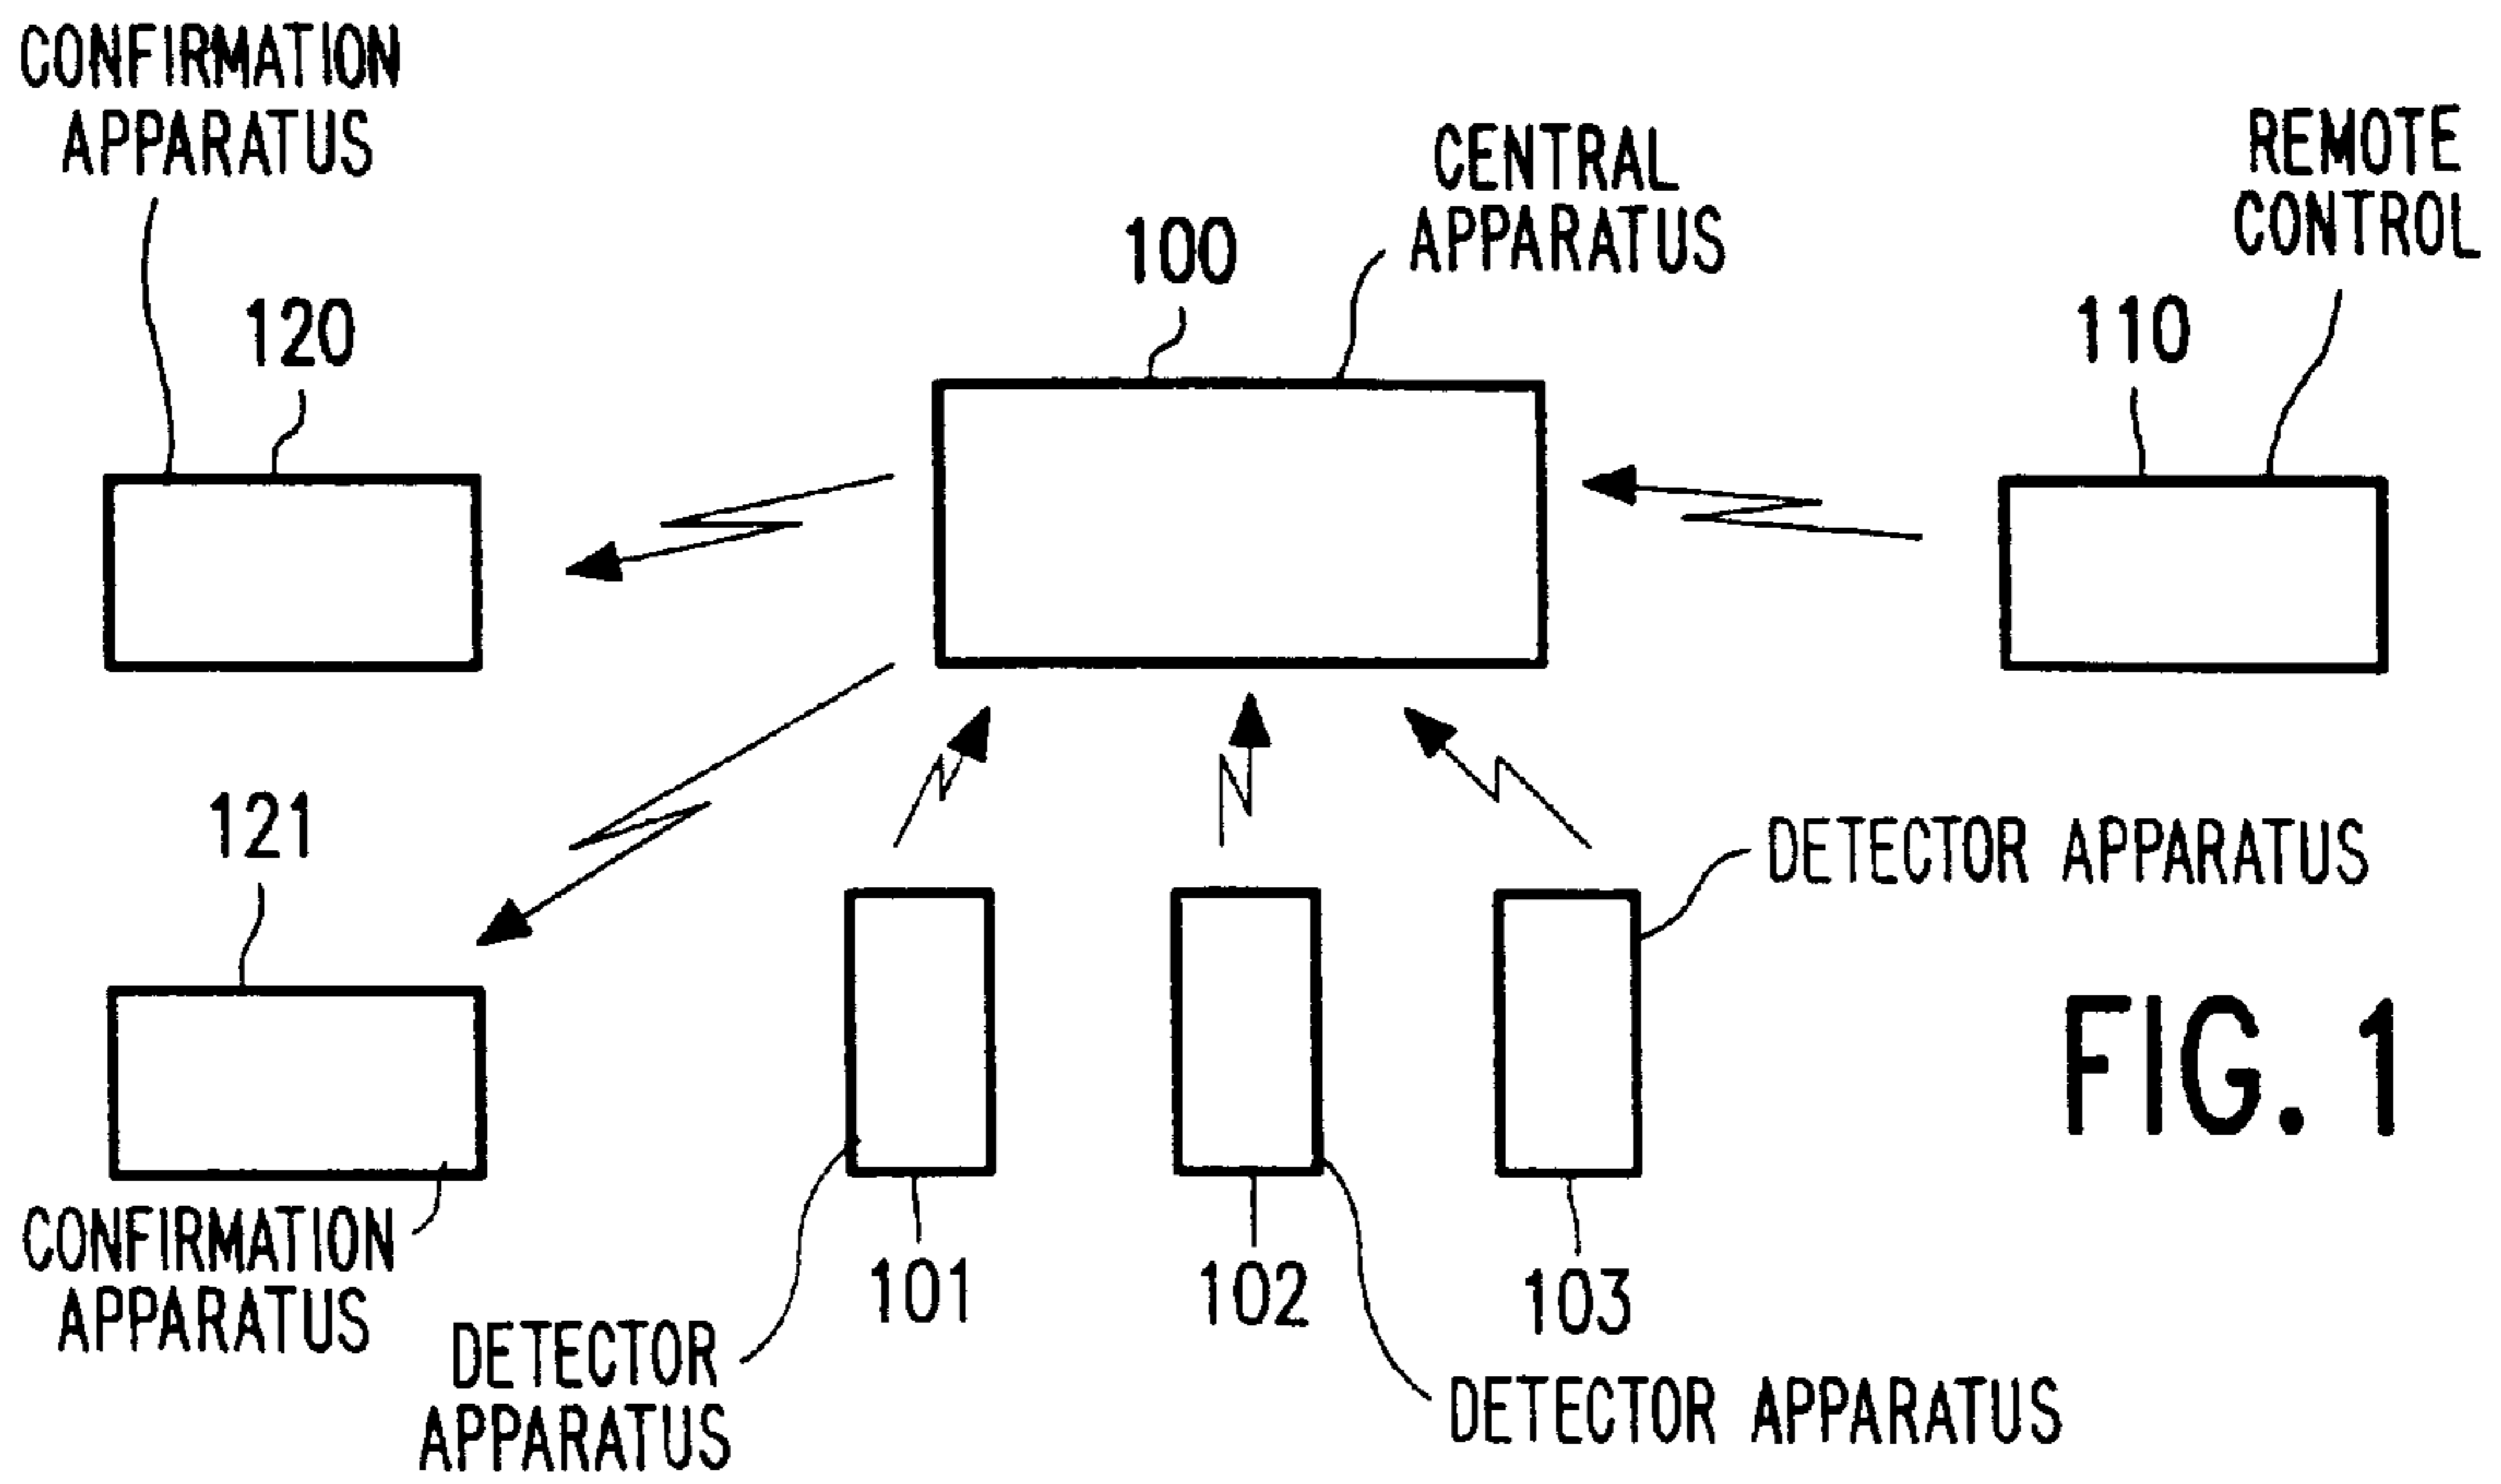 CONFIRMATION
APPARATUS
120
100
CENTRAL
APPARATUS
REMOTE
CONTROL
110
121
CONFIRMATION
APPARATUS
DETECTOR APPARATUS
101
102
103
DETECTOR
APPARATUS
DETECTOR APPARATUS
FIG. 1